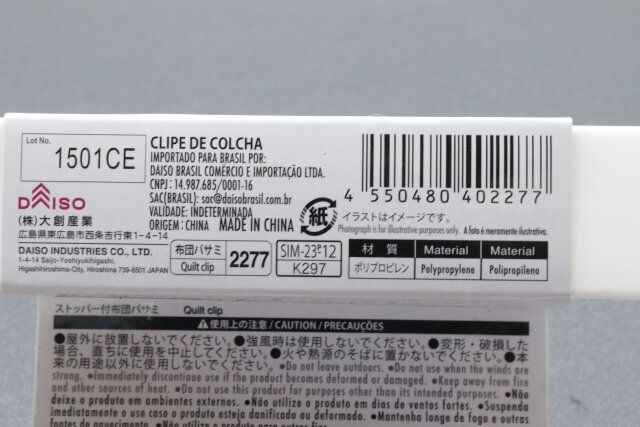 Lot No.
1501CE
CLIPE DE COLCHA
IMPORTADO PARA BRASIL POR:
DAISO BRASIL COMERCIO E IMPORTAÇÃO LTDA.
CNPJ: 14.987.685/0001-16
SAC(BRASIL): sac@daisobrasil.com.br
VALIDADE: INDETERMINADA
ORIGEM: CHINA MADE IN CHINA
紙
4 550480 402277
イラストはイメージです。
Photograph is for illustrative purposes only. A foto é meramente ilustrativa.
DAISO
(株)大創産業
広島県東広島市西条吉行東1-4-14
DAISO INDUSTRIES CO., LTD.
1-4-14 Saijo-Yoshiyukihigashi,
Higashihiroshima-City, Hiroshima 739-8501 JAPAN
布団バサミ
Quilt clip
2277
K297
材質 Material Material
ポリプロピレン Polypropylene Polipropileno
ストッパー付布団バサミ Quilt clip
使用上の注意 / CAUTION / PRECAUÇÕES
●屋外に放置しないでください。●強風時は使用しないでください。●変形・破損した
場合、直ちに使用を中止してください。●火や熱源のそばに置かないでください。●本
来の用途以外に使用しないでください。 ●Do not leave outdoors. ●Do not use when the winds are
strong. ●Immediately discontinue use if the product becomes deformed or damaged. ●Keep away from fire
and other sources of heat. ●Do not use this product for purposes other than its intended purposes. ●Não
deixe o produto em ambientes externos. ●Não utilize o produto em dias de ventos fortes. ●Suspenda
imediatamente o uso caso o produto esteja danificado ou deformado. ●Mantenha longe de fogo e outras
fontes de aquecimento. ●Não utilize o produto para outros fins